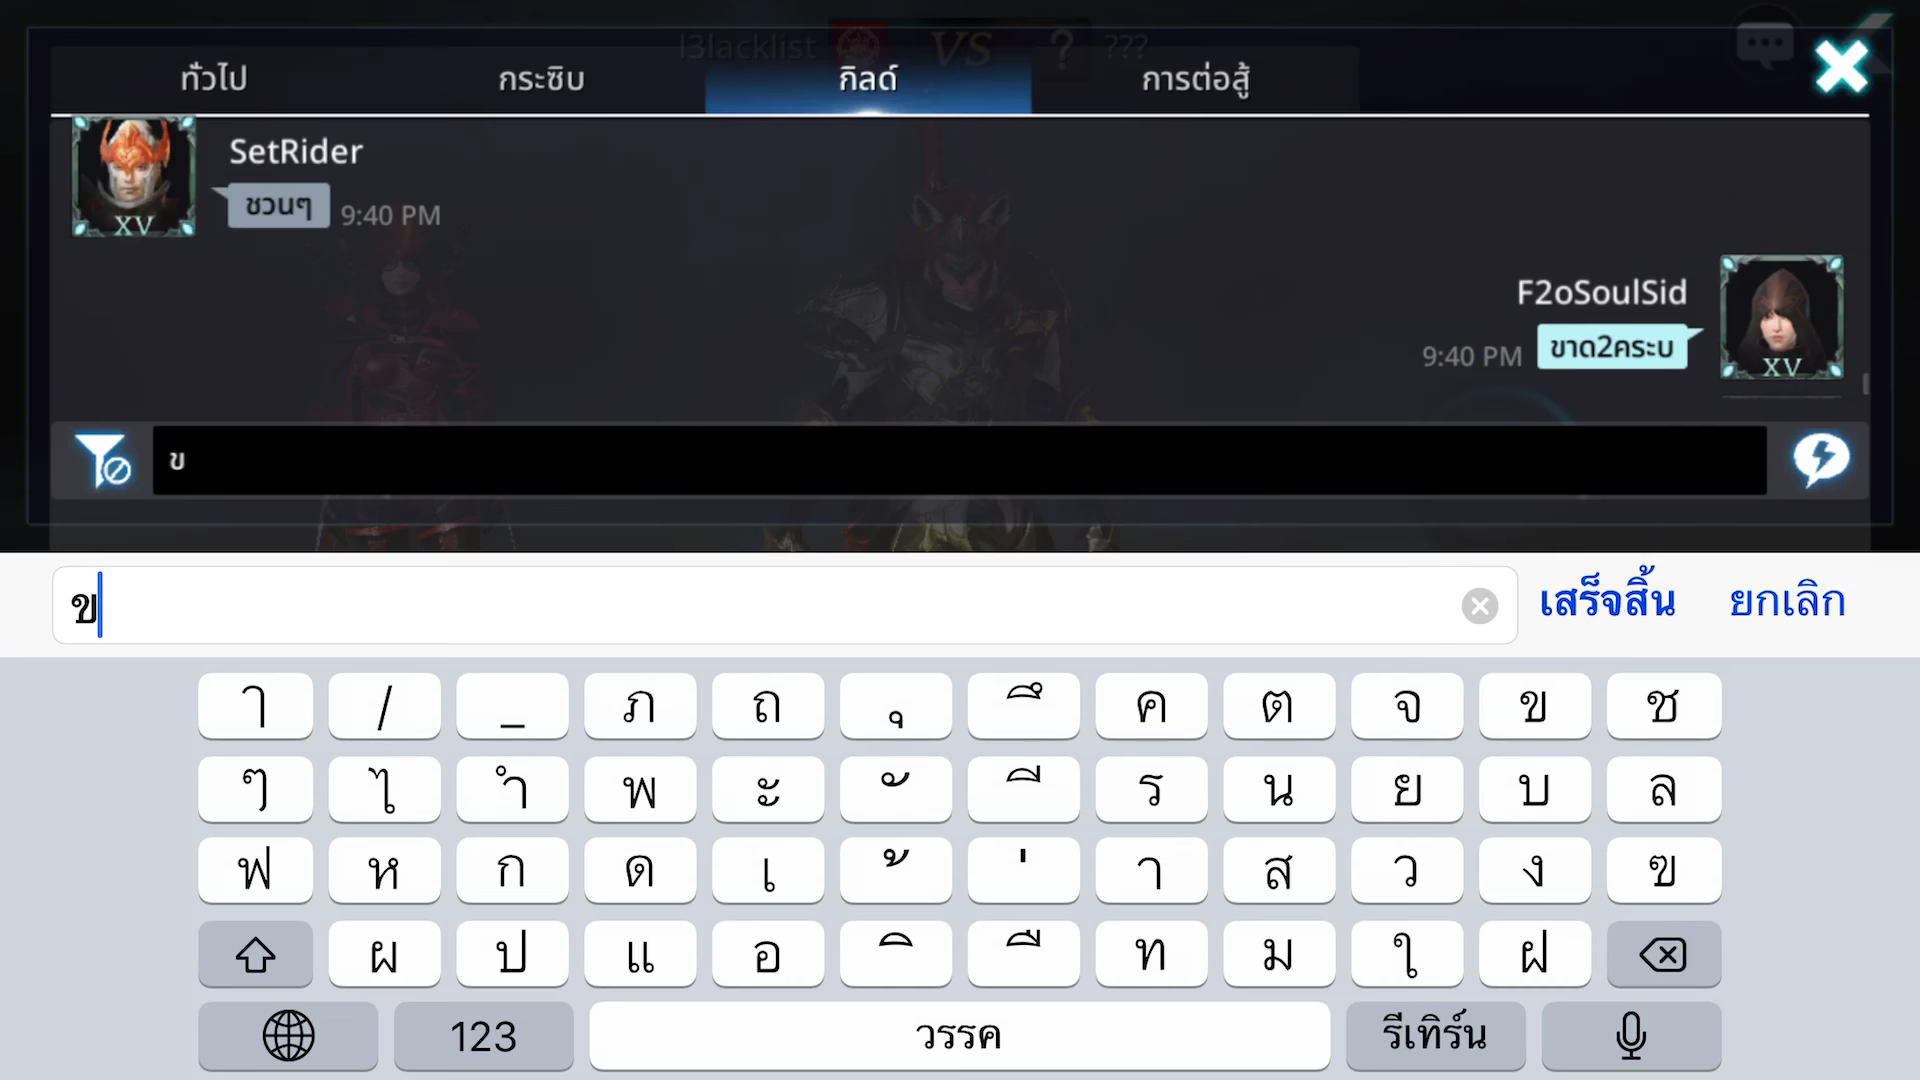 l3lacklist VS ? ???
ทั่วไป กระซิบ กิลด์ การต่อสู้
SetRider
ชวนๆ 9:40 PM
XV
F2oSoulSid
9:40 PM ขาด2คระบ
XV
ข
ข เสร็จสิ้น ยกเลิก
ๅ / _ ภ ถ ุ ึ ค ต จ ข ช
ๆ ไ ำ พ ะ ั ี ร น ย บ ล
ฟ ห ก ด เ ้ ่ า ส ว ง ฃ
ผ ป แ อ ิ ื ท ม ใ ฝ
123 วรรค รีเทิร์น